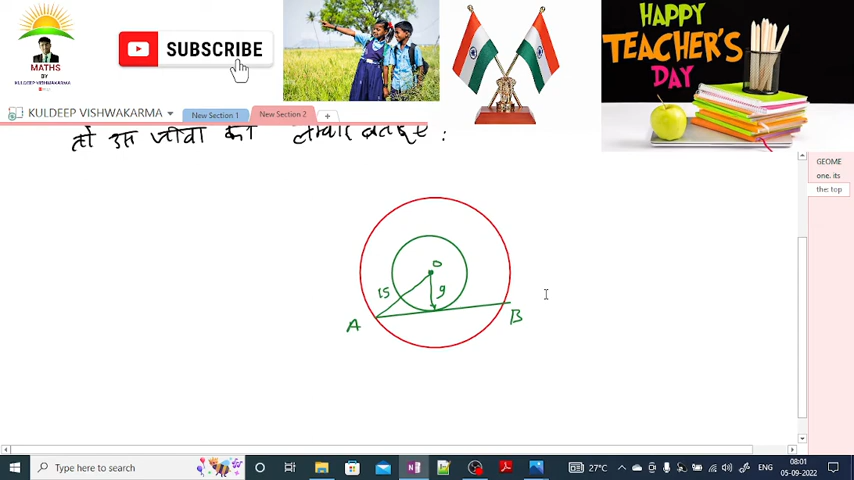 HAPPY
TEACHER'S
DAY
SUBSCRIBE
MATHS
BY
KULDEEP VISHWAKARMA
KULDEEP VISHWAKARMA
New Section 1
New Section 2
+
तो उस जीवा की
GEOME
one. its
the: top
O
15
9
A
B
Type here to search
27°C
ENG
08:01
05-09-2022